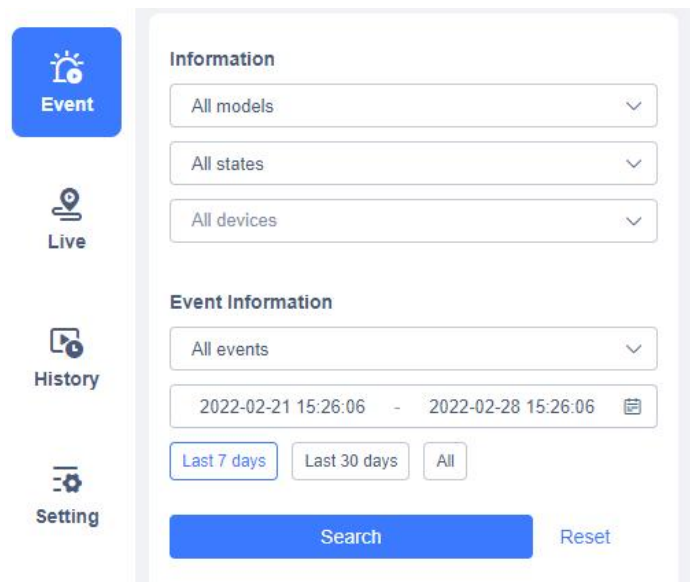 Event
Live
History
Setting
Information
All models
All states
All devices
Event Information
All events
2022-02-21 15:26:06 - 2022-02-28 15:26:06
Last 7 days Last 30 days All
Search Reset